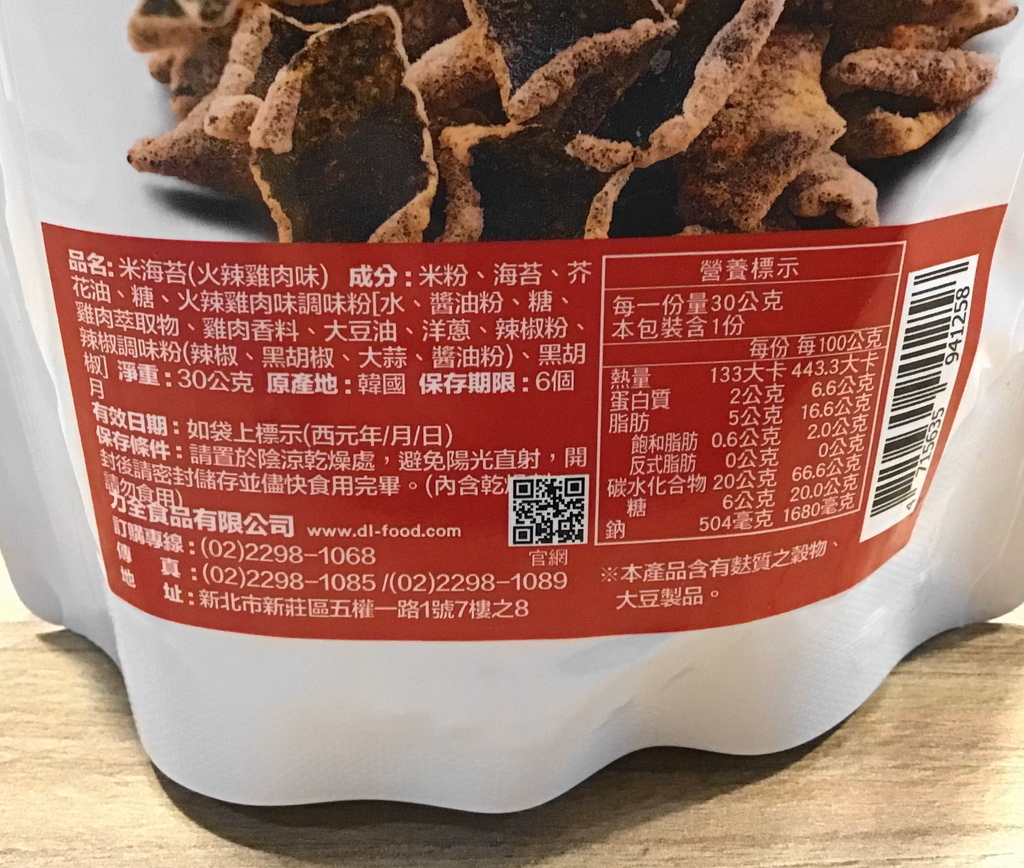 品名: 米海苔(火辣雞肉味) 成分：米粉、海苔、芥
花油、糖、火辣雞肉味調味粉[水、醬油粉、糖、
雞肉萃取物、雞肉香料、大豆油、洋蔥、辣椒粉、
辣椒調味粉(辣椒、黑胡椒、大蒜、醬油粉)、黑胡
椒] 淨重：30公克 原產地：韓國 保存期限：6個
月
有效日期：如袋上標示(西元年/月/日)
保存條件：請置於陰涼乾燥處，避免陽光直射，開
封後請密封儲存並儘快食用完畢。(內含乾
請勿食用)
力全食品有限公司 www.dl-food.com
訂購專線：(02)2298-1068
傳 真：(02)2298-1085 /(02)2298-1089
地 址：新北市新莊區五權一路1號7樓之8
官網
營養標示
每一份量30公克
本包裝含1份
每份 每100公克
熱量 133大卡 443.3大卡
蛋白質 2公克 6.6公克
脂肪 5公克 16.6公克
飽和脂肪 0.6公克 2.0公克
反式脂肪 0公克 0公克
碳水化合物 20公克 66.6公克
糖 6公克 20.0公克
鈉 504毫克 1680毫克
※本產品含有麩質之穀物、
大豆製品。
4 715635 941258